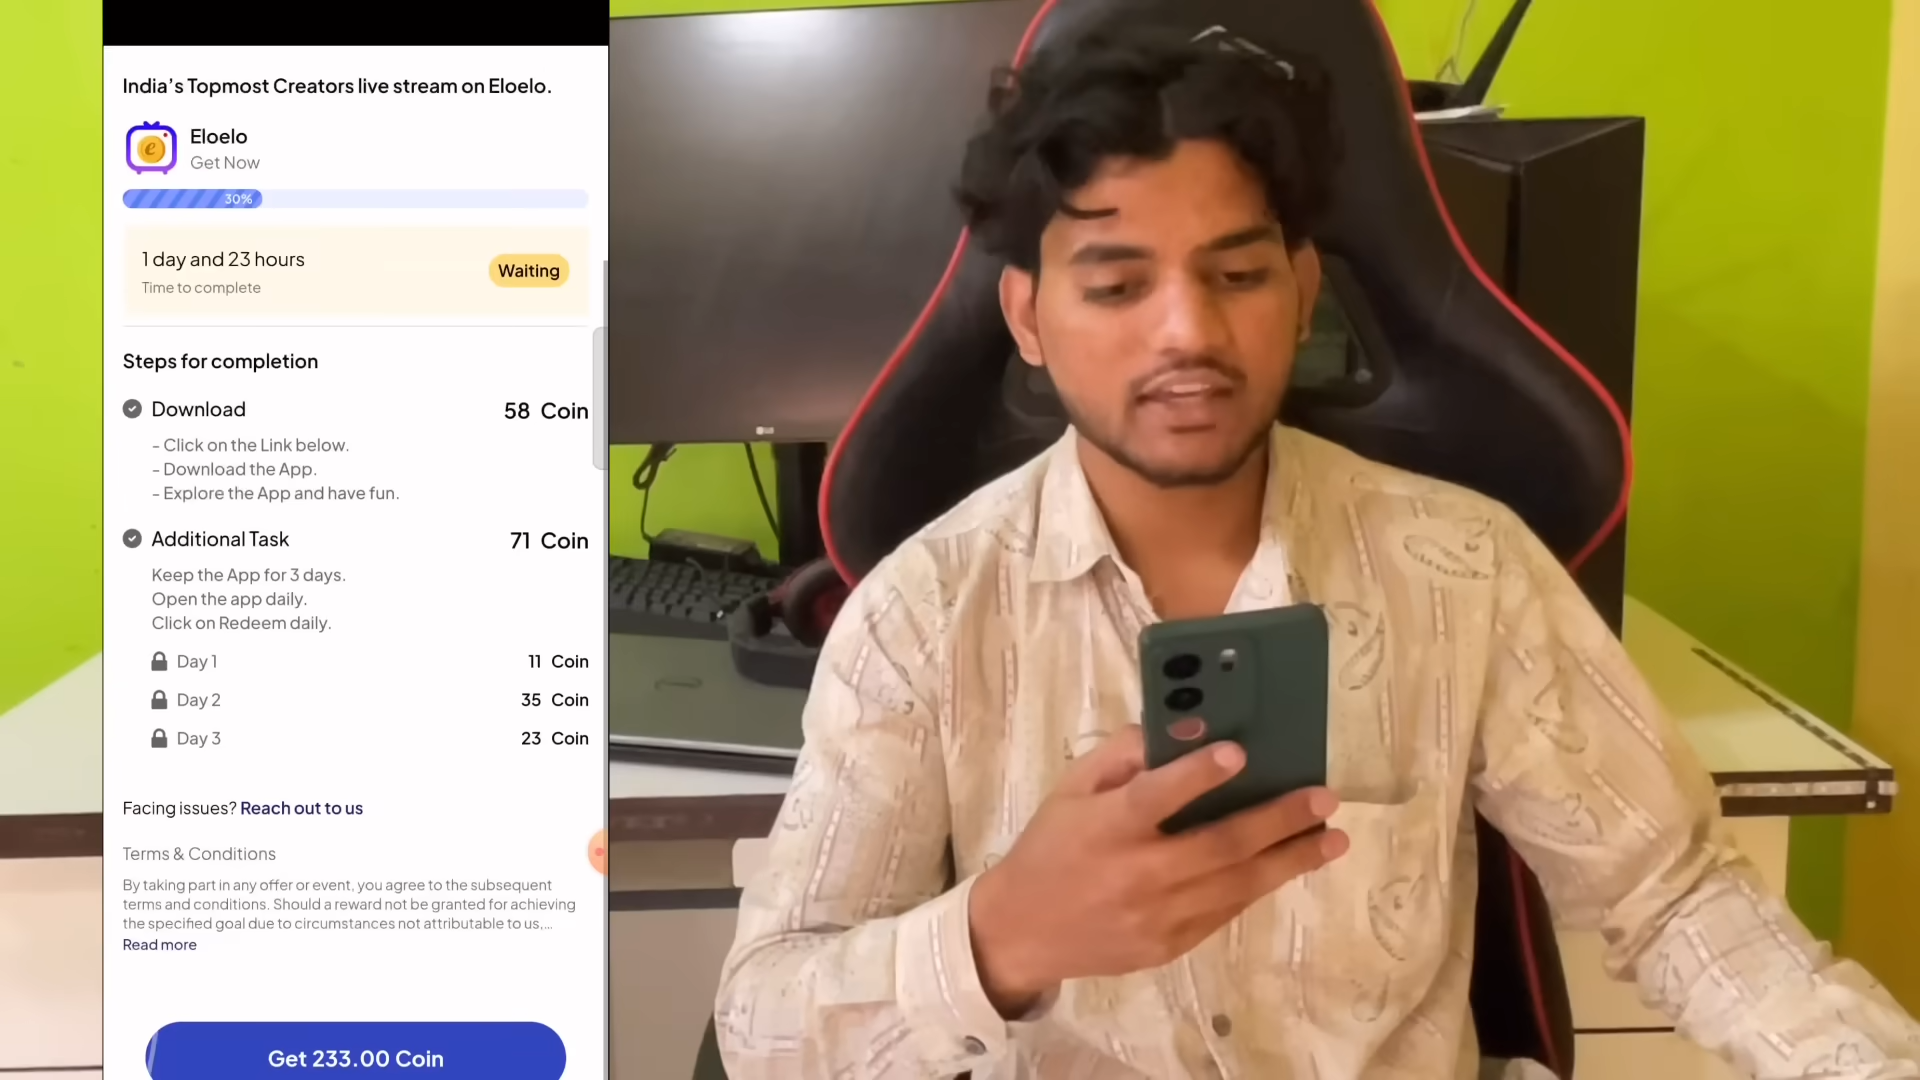 India's Topmost Creators live stream on Eloelo.
Eloelo
Get Now
30%
1 day and 23 hours
Time to complete
Waiting
Steps for completion
Download 58 Coin
- Click on the Link below.
- Download the App.
- Explore the App and have fun.
Additional Task 71 Coin
Keep the App for 3 days.
Open the app daily.
Click on Redeem daily.
Day 1 11 Coin
Day 2 35 Coin
Day 3 23 Coin
Facing issues? Reach out to us
Terms & Conditions
By taking part in any offer or event, you agree to the subsequent
terms and conditions. Should a reward not be granted for achieving
the specified goal due to circumstances not attributable to us,...
Read more
Get 233.00 Coin
LG